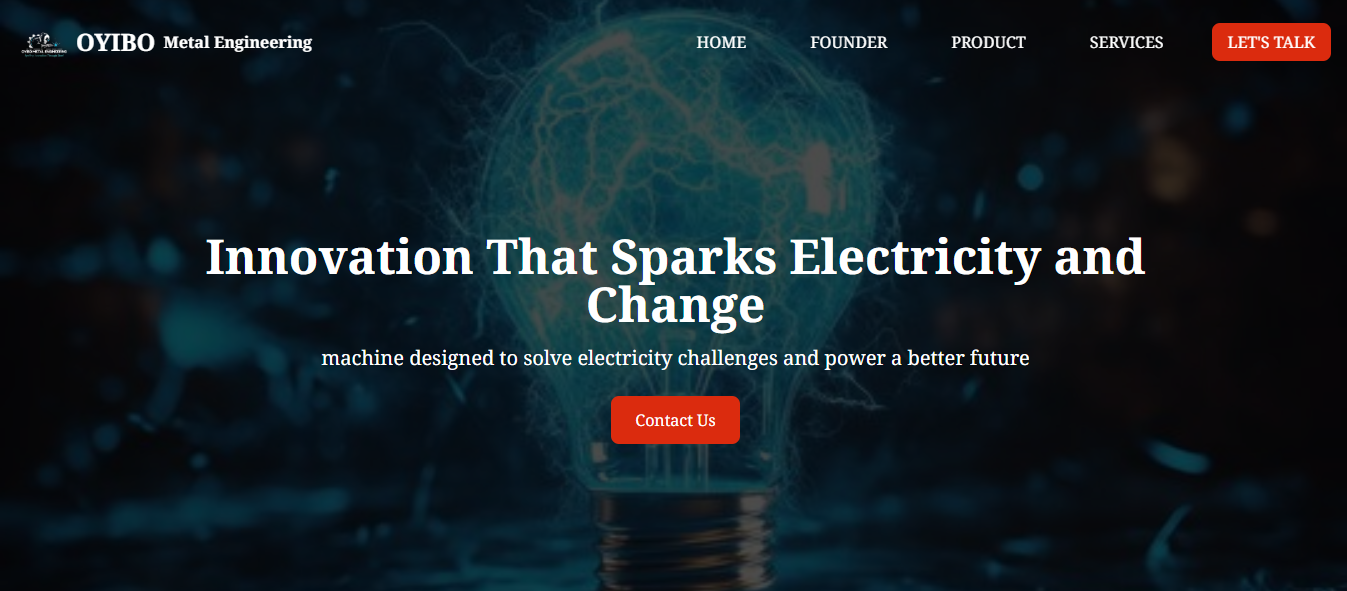 OYIBO Metal Engineering
HOME FOUNDER PRODUCT SERVICES LET'S TALK
Innovation That Sparks Electricity and
Change
machine designed to solve electricity challenges and power a better future
Contact Us